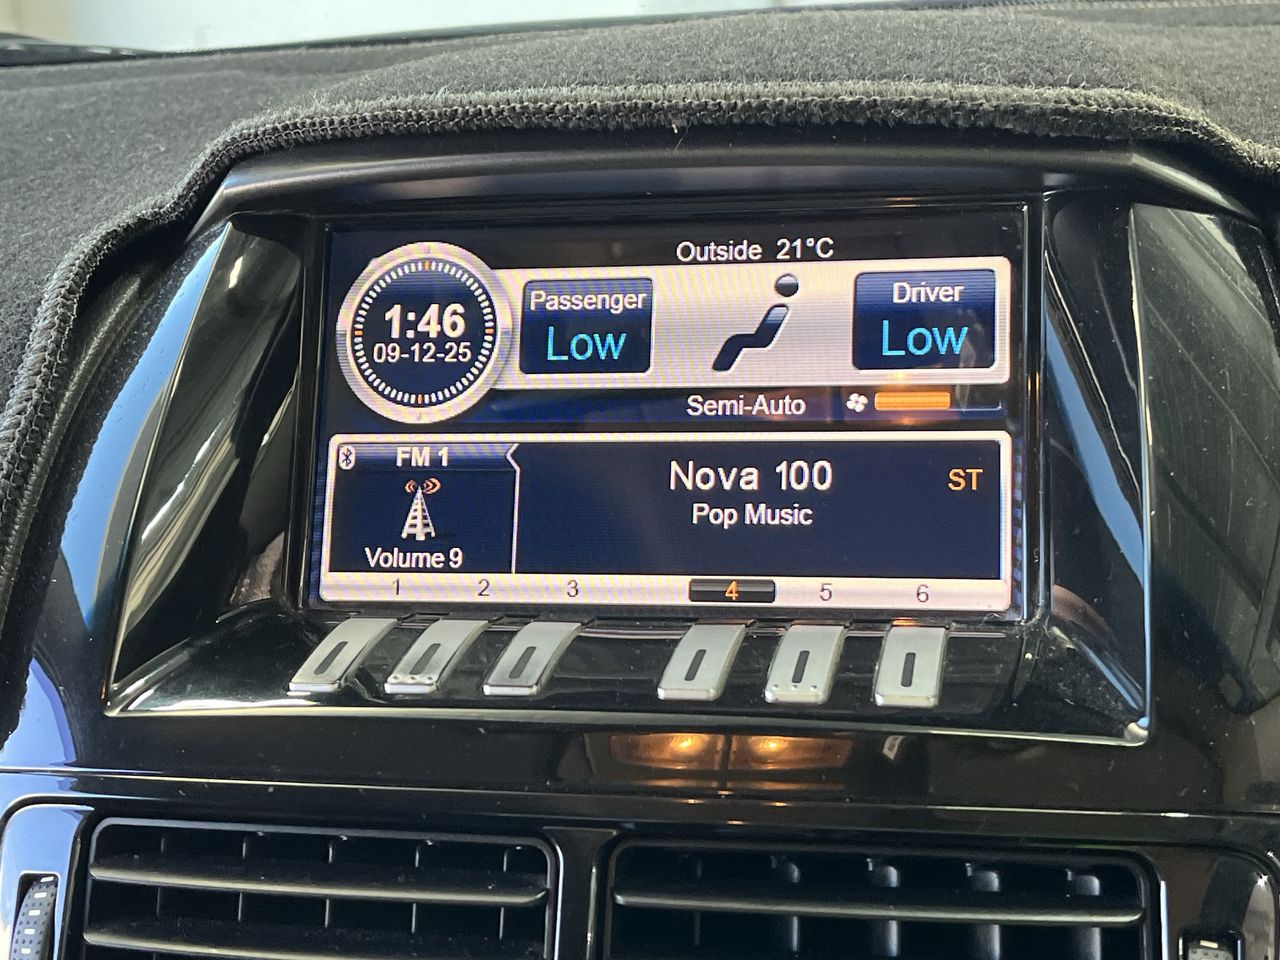 Outside 21°C
Passenger
Low
Driver
Low
1:46
09-12-25
Semi-Auto
FM 1
Nova 100
ST
Pop Music
Volume 9
1 2 3 4 5 6